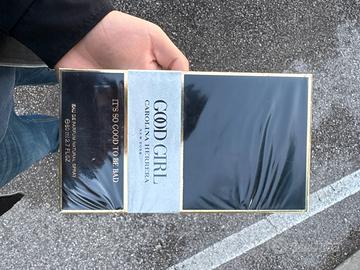 GOOD GIRL
CAROLINA HERRERA
NEW YORK
IT'S SO GOOD TO BE BAD
EAU DE PARFUM NATURAL SPRAY
80 ml 2.7 FL.OZ